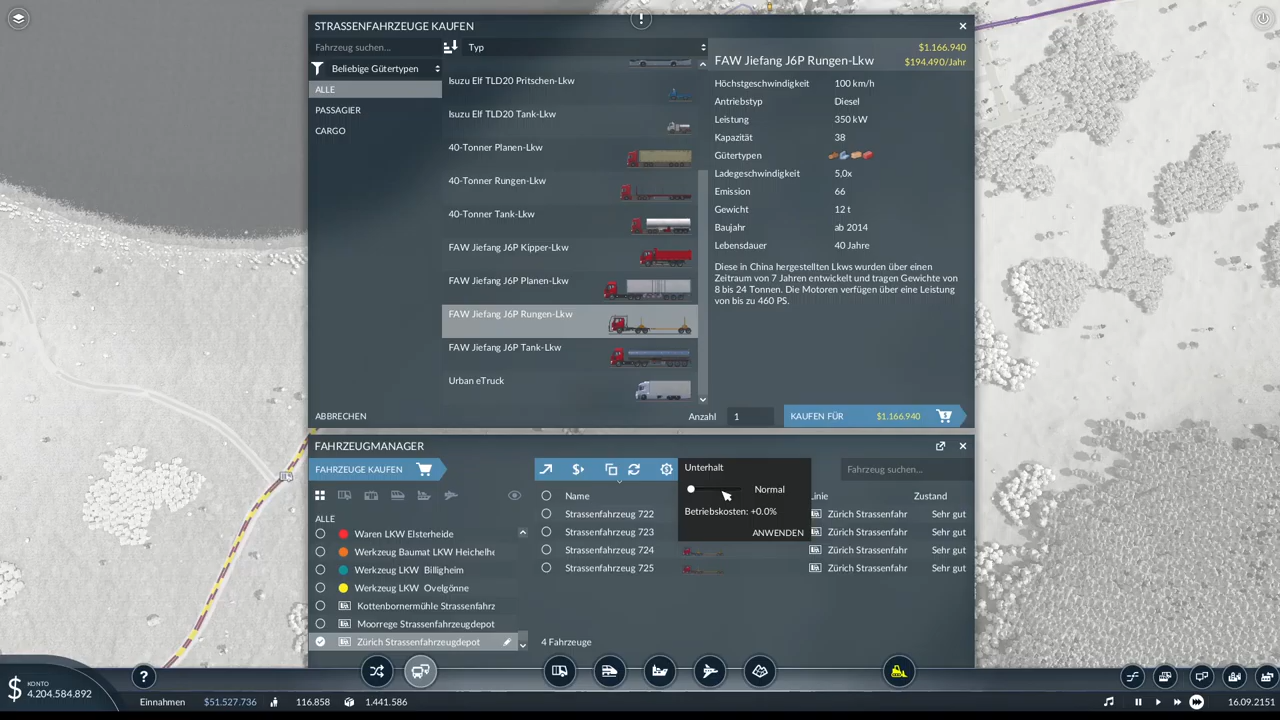 STRASSENFAHRZEUGE KAUFEN
Fahrzeug suchen...
Typ
Beliebige Gütertypen
ALLE
PASSAGIER
CARGO
Isuzu Elf TLD20 Pritschen-Lkw
Isuzu Elf TLD20 Tank-Lkw
40-Tonner Planen-Lkw
40-Tonner Rungen-Lkw
40-Tonner Tank-Lkw
FAW Jiefang J6P Kipper-Lkw
FAW Jiefang J6P Planen-Lkw
FAW Jiefang J6P Rungen-Lkw
FAW Jiefang J6P Tank-Lkw
Urban eTruck
$1.166.940
FAW Jiefang J6P Rungen-Lkw
$194.490/Jahr
Höchstgeschwindigkeit 100 km/h
Antriebstyp Diesel
Leistung 350 kW
Kapazität 38
Gütertypen
Ladegeschwindigkeit 5,0x
Emission 66
Gewicht 12 t
Baujahr ab 2014
Lebensdauer 40 Jahre
Diese in China hergestellten Lkws wurden über einen
Zeitraum von 7 Jahren entwickelt und tragen Gewichte von
8 bis 24 Tonnen. Die Motoren verfügen über eine Leistung
von bis zu 460 PS.
ABBRECHEN
Anzahl 1
KAUFEN FÜR $1.166.940
FAHRZEUGMANAGER
FAHRZEUGE KAUFEN
Fahrzeug suchen...
Unterhalt
Normal
Betriebskosten: +0.0%
ANWENDEN
ALLE
Waren LKW Elsterheide
Werkzeug Baumat LKW Heichelhe
Werkzeug LKW Billigheim
Werkzeug LKW Ovelgönne
Kottenbornermühle Strassenfahrz
Moorrege Strassenfahrzeugdepot
Zürich Strassenfahrzeugdepot
Name Linie Zustand
Strassenfahrzeug 722 Zürich Strassenfahr Sehr gut
Strassenfahrzeug 723 Zürich Strassenfahr Sehr gut
Strassenfahrzeug 724 Zürich Strassenfahr Sehr gut
Strassenfahrzeug 725 Zürich Strassenfahr Sehr gut
4 Fahrzeuge
$ KONTO
4.204.584.892
?
Einnahmen $51.527.736 116.858 1.441.586
16.09.2151